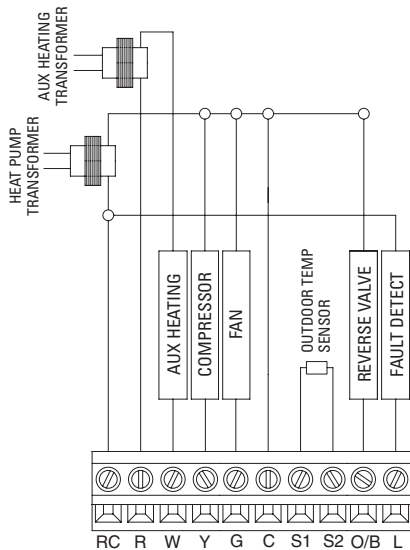 AUX HEATING
TRANSFORMER
HEAT PUMP
TRANSFORMER
AUX HEATING
COMPRESSOR
FAN
OUTDOOR TEMP
SENSOR
REVERSE VALVE
FAULT DETECT
RC R W Y G C S1 S2 O/B L